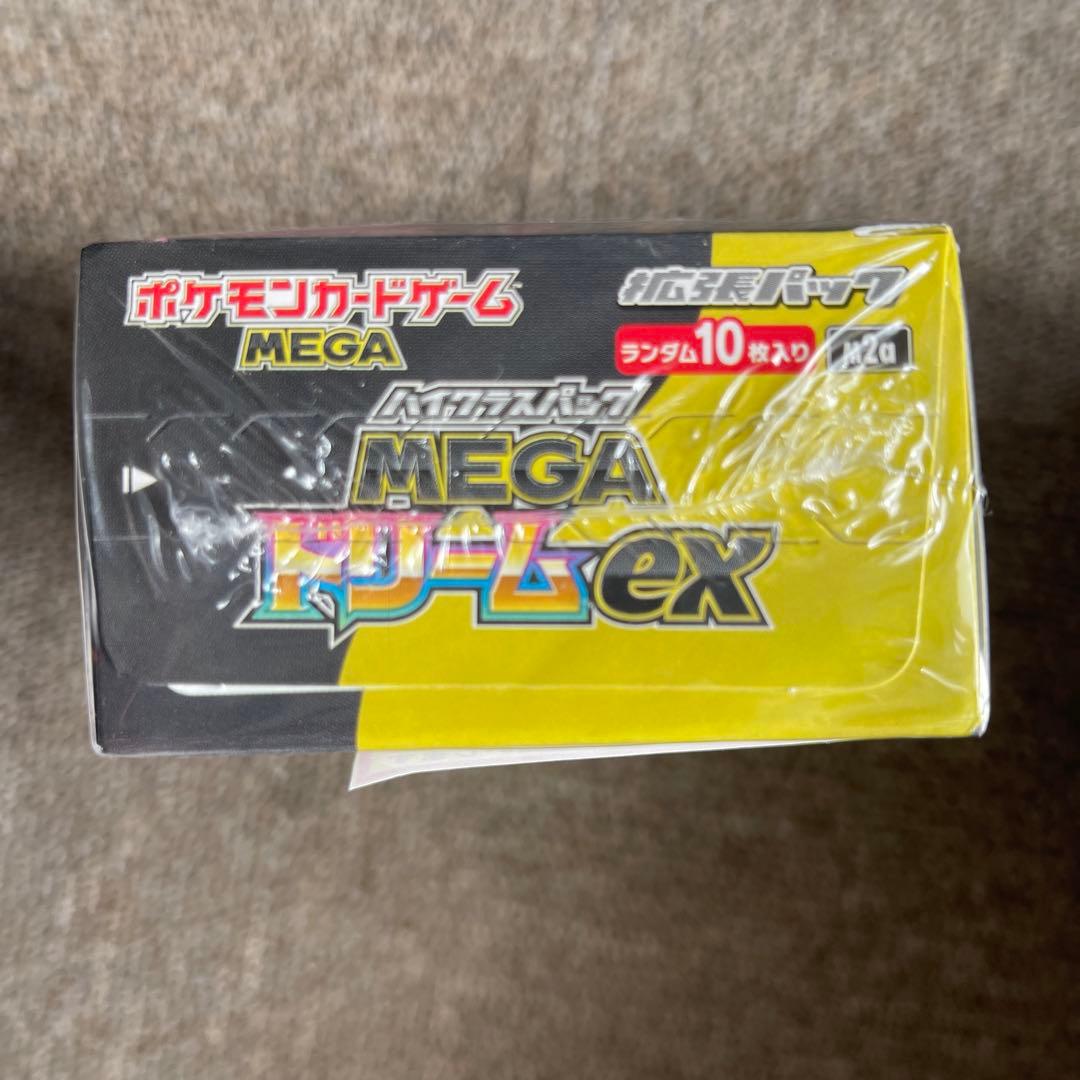 ポケモンカードゲーム
MEGA
拡張パック
ランダム10枚入り
M2a
ハイクラスパック
MEGA
ドリームex